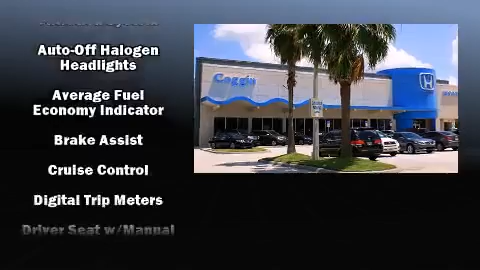 Auto-Off Halogen
Headlights
Average Fuel
Economy Indicator
Brake Assist
Cruise Control
Digital Trip Meters
Driver Seat w/Manual
Coggin